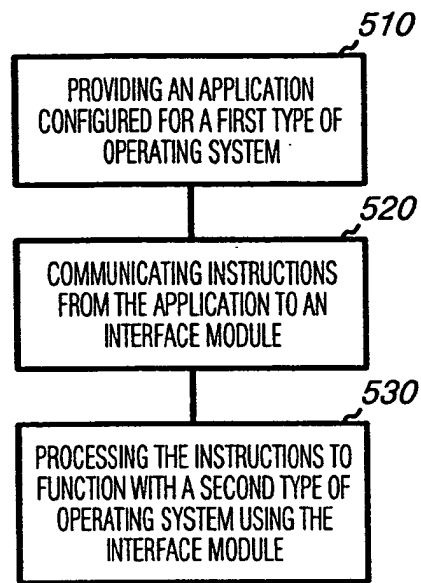 510
PROVIDING AN APPLICATION
CONFIGURED FOR A FIRST TYPE OF
OPERATING SYSTEM
520
COMMUNICATING INSTRUCTIONS
FROM THE APPLICATION TO AN
INTERFACE MODULE
530
PROCESSING THE INSTRUCTIONS TO
FUNCTION WITH A SECOND TYPE OF
OPERATING SYSTEM USING THE
INTERFACE MODULE